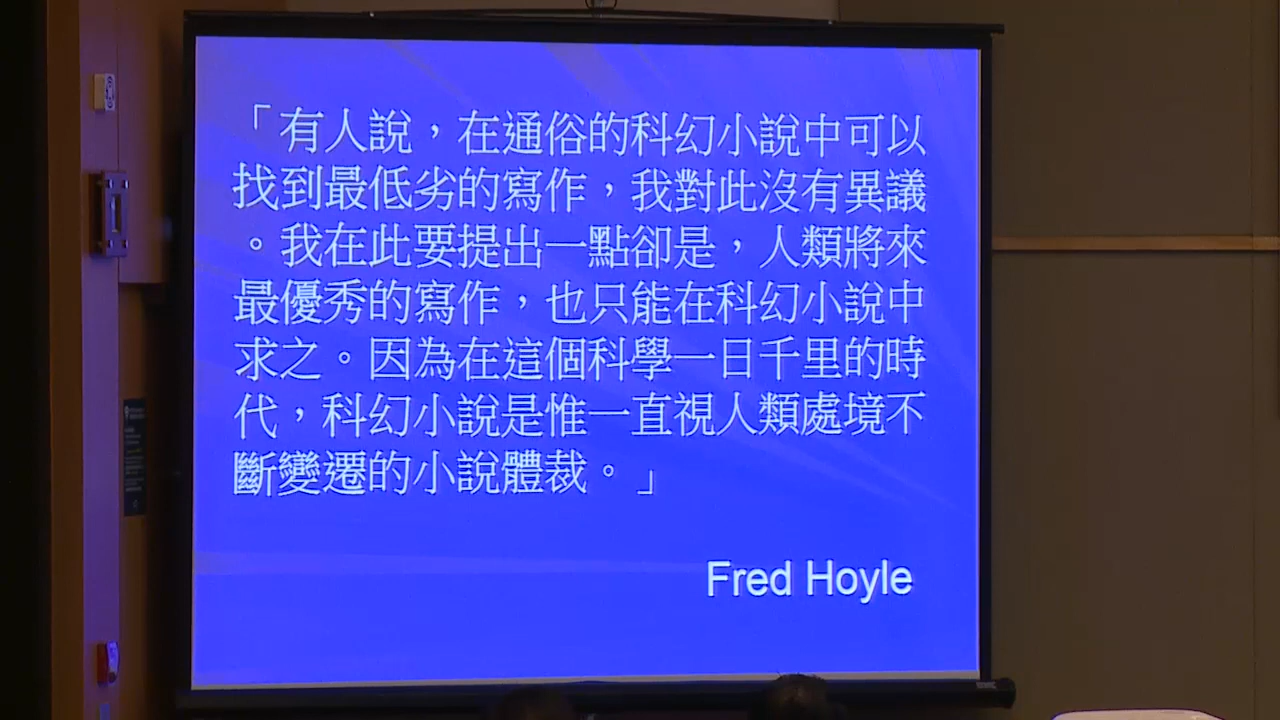 「有人說，在通俗的科幻小說中可以
找到最低劣的寫作，我對此沒有異議
。我在此要提出一點卻是，人類將來
最優秀的寫作，也只能在科幻小說中
求之。因為在這個科學一日千里的時
代，科幻小說是惟一直視人類處境不
斷變遷的小說體裁。」
Fred Hoyle